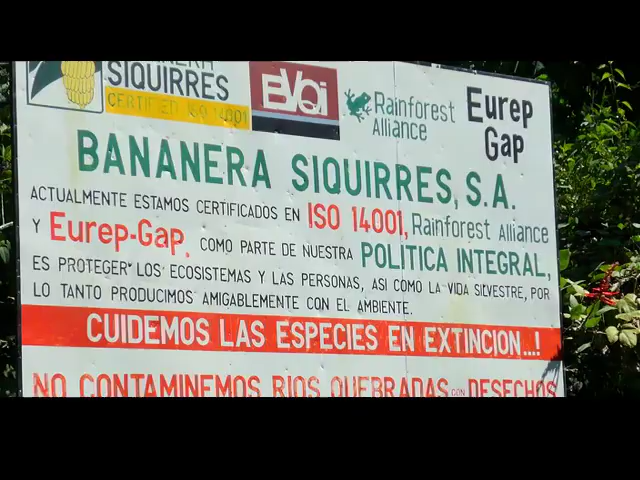 SIQUIRRES
CERTIFIED ISO 14001
BVQi
Rainforest
Alliance
Eurep
Gap
BANANERA SIQUIRRES, S.A.
ACTUALMENTE ESTAMOS CERTIFICADOS EN ISO 14001, Rainforest Alliance
Y Eurep-Gap. COMO PARTE DE NUESTRA POLITICA INTEGRAL,
ES PROTEGER LOS ECOSISTEMAS Y LAS PERSONAS, ASI COMO LA VIDA SILVESTRE, POR
LO TANTO PRODUCIMOS AMIGABLEMENTE CON EL AMBIENTE.
CUIDEMOS LAS ESPECIES EN EXTINCION...!
NO CONTAMINEMOS RIOS QUEBRADAS CON DESECHOS